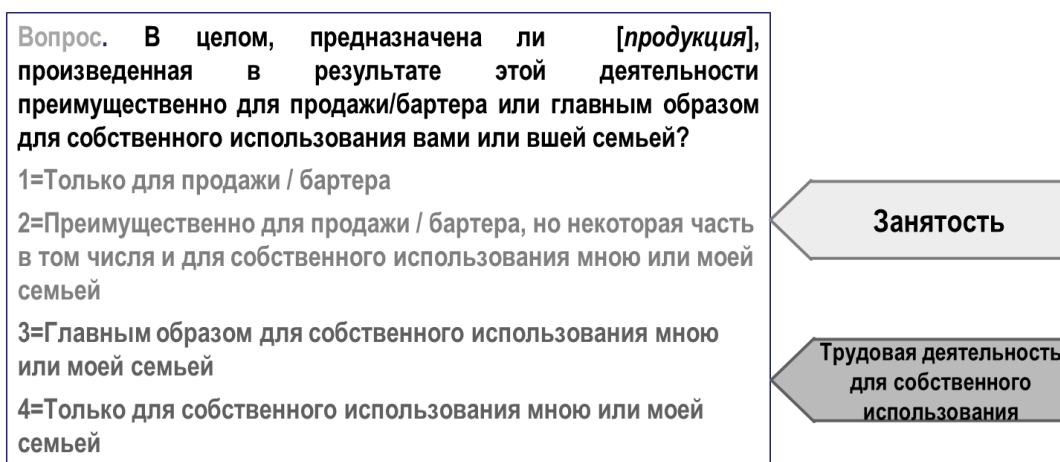 Вопрос. В целом, предназначена ли [продукция],
произведенная в результате этой деятельности
преимущественно для продажи/бартера или главным образом
для собственного использования вами или вшей семьей?
1=Только для продажи / бартера
2=Преимущественно для продажи / бартера, но некоторая часть
в том числя и для собственного использования мною или моей
семьей
3=Главным образом для собственного использования мною
или моей семьей
4=Только для собственного использования мною или моей
семьей
Занятость
Трудовая деятельность
для собственного
использования